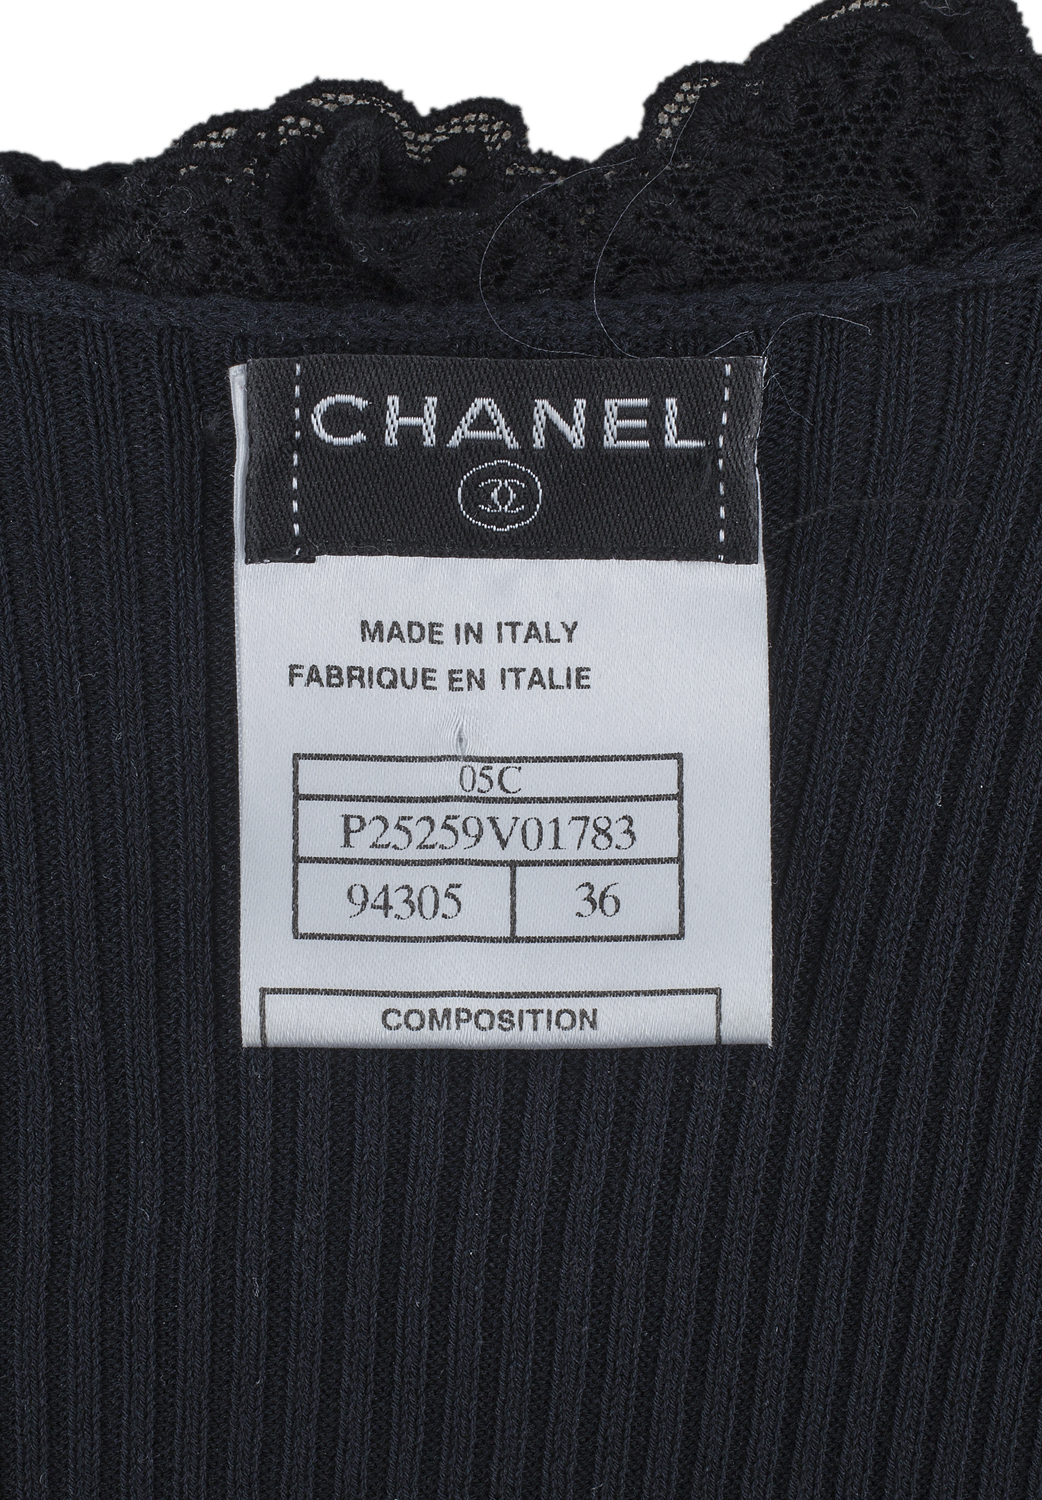 CHANEL
MADE IN ITALY
FABRIQUE EN ITALIE
05C
P25259V01783
94305 36
COMPOSITION